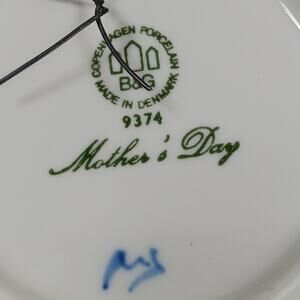 COPENHAGEN PORCELAIN
B&G
MADE IN DENMARK
9374
Mother's Day